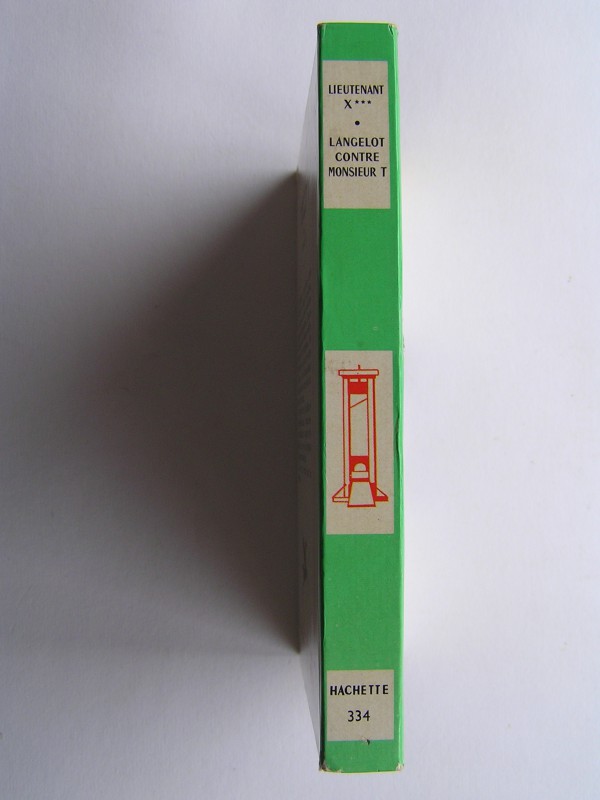 LIEUTENANT
X***
•
LANGELOT
CONTRE
MONSIEUR T
HACHETTE
334